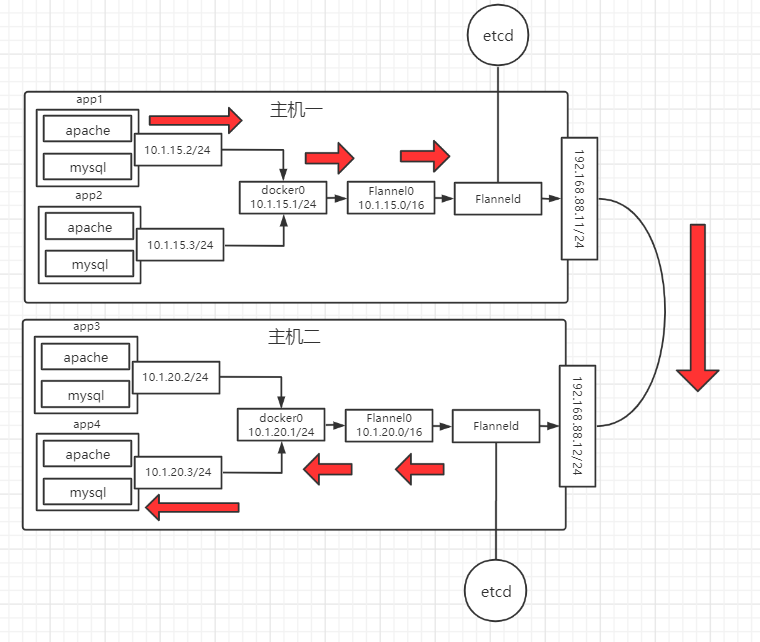 etcd
主机一
app1
apache
mysql
10.1.15.2/24
app2
apache
mysql
10.1.15.3/24
docker0
10.1.15.1/24
Flannel0
10.1.15.0/16
Flanneld
192.168.88.11/24
主机二
app3
apache
mysql
10.1.20.2/24
app4
apache
mysql
10.1.20.3/24
docker0
10.1.20.1/24
Flannel0
10.1.20.0/16
Flanneld
192.168.88.12/24
etcd